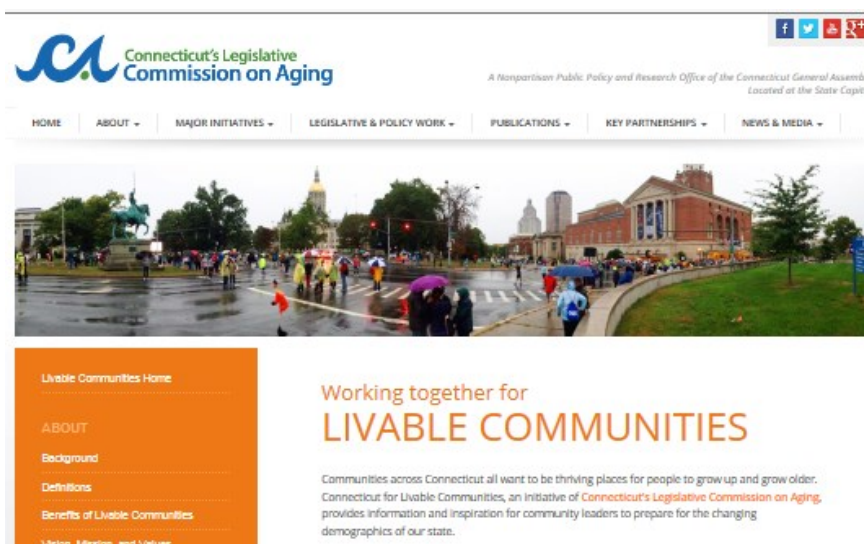 Connecticut's Legislative
Commission on Aging
A Nonpartisan Public Policy and Research Office of the Connecticut General Assemb
Located at the State Capit
HOME ABOUT MAJOR INITIATIVES LEGISLATIVE & POLICY WORK PUBLICATIONS KEY PARTNERSHIPS NEWS & MEDIA
Livable Communities Home
ABOUT
Background
Definitions
Benefits of Livable Communities
Vision, Mission, and Values
Working together for
LIVABLE COMMUNITIES
Communities across Connecticut all want to be thriving places for people to grow up and grow older.
Connecticut for Livable Communities, an initiative of Connecticut's Legislative Commission on Aging,
provides information and inspiration for community leaders to prepare for the changing
demographics of our state.